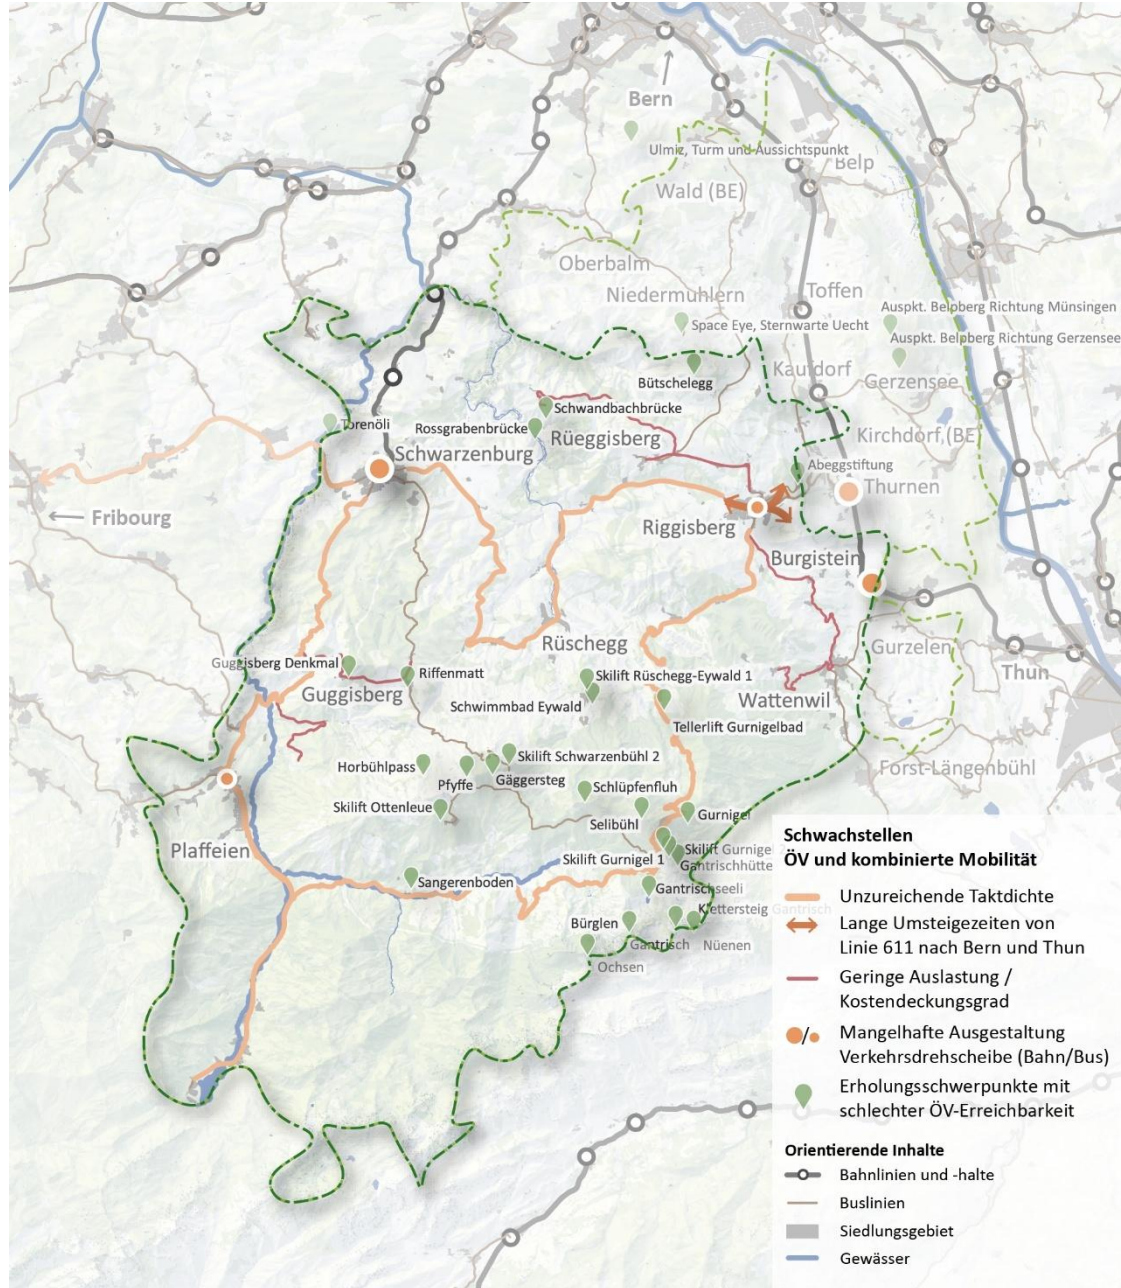 Bern
Ulmiz, Turm und Aussichtspunkt
Belp
Wald (BE)
Oberbalm
Niedermuhlern
Toffen
Auspkt. Belpberg Richtung Münsingen
Space Eye, Sternwarte Uecht
Auspkt. Belpberg Richtung Gerzensee
Kaufdorf
Gerzensee
Bütschelegg
Schwandbachbrücke
Torenöli
Rossgrabenbrücke
Rüeggisberg
Kirchdorf (BE
Schwarzenburg
Abeggstiftung
Thurnen
Fribourg
Riggisberg
Burgistein
Rüschegg
Gurzelen
Guggisberg Denkmal
Riffenmatt
Skilift Rüschegg-Eywald 1
Thun
Guggisberg
Schwimmbad Eywald
Wattenwil
Tellerlift Gurnigelbad
Skilift Schwarzenbühl 2
Horbühlpass
Pfyffe
Gäggersteg
Forst-Längenbühl
Schlüpfenfluh
Skilift Ottenleue
Selibühl
Gurnigel
Plaffeien
Skilift Gurnigel 1
Skilift Gurnigel 2
Gantrischhütte
Sangerenboden
Gantrischseeli
Bürglen
Klettersteig Gantrisch
Gantrisch
Nüenen
Ochsen
Schwachstellen
ÖV und kombinierte Mobilität
Unzureichende Taktdichte
Lange Umsteigezeiten von
Linie 611 nach Bern und Thun
Geringe Auslastung /
Kostendeckungsgrad
Mangelhafte Ausgestaltung
Verkehrsdrehscheibe (Bahn/Bus)
Erholungsschwerpunkte mit
schlechter ÖV-Erreichbarkeit
Orientierende Inhalte
Bahnlinien und -halte
Buslinien
Siedlungsgebiet
Gewässer